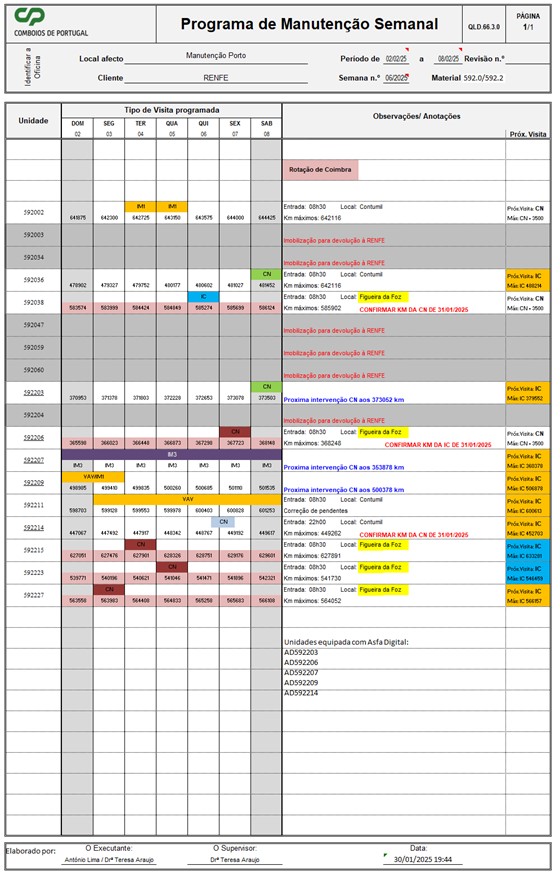 CP
COMBOIOS DE PORTUGAL
Programa de Manutenção Semanal
QLD.66.3.0
PÁGINA
1/1
Identificar a
Oficina
Local afecto Manutenção Porto Periodo de 02/02/25 a 08/02/25 Revisão n.º
Cliente RENFE Semana n.º 06/2025 Material 592.0/592.2
Unidade Tipo de Visita programada Observações/ Anotações Próx. Visita
DOM SEG TER QUA QUI SEX SAB
02 03 04 05 06 07 08
Rotação de Coimbra
IM1 IM1 Entrada: 08h30 Local: Contumil Próx.Visita: CN
592002 641875 642300 642725 643150 643575 644000 644425 Km máximos: 642116 Máx: CN + 3500
592003 Imobilização para devolução à RENFE
592034 Imobilização para devolução à RENFE
CN Entrada: 08h30 Local: Contumil Próx.Visita: IC
592036 478902 479327 479752 480177 480602 481027 481452 Km máximos: 642116 Máx: IC 488214
IC Entrada: 08h30 Local: Figueira da Foz Próx.Visita: CN
592038 583574 583999 584424 584849 585274 585699 586124 Km máximos: 585902 CONFIRMAR KM DA CN DE 31/01/2025 Máx: CN + 3500
592047 Imobilização para devolução à RENFE
592059 Imobilização para devolução à RENFE
592060 Imobilização para devolução à RENFE
CN Próx.Visita: IC
592203 370953 371378 371803 372228 372653 373078 373503 Proxima intervenção CN aos 373052 km Máx: IC 379552
592204 Imobilização para devolução à RENFE
CN Entrada: 08h30 Local: Figueira da Foz Próx.Visita: CN
592206 365598 366023 366448 366873 367298 367723 368148 Km máximos: 368248 CONFIRMAR KM DA IC DE 31/01/2025 Máx: CN + 3500
592207 IM3 Próx.Visita: IC
IM3 IM3 IM3 IM3 IM3 IM3 IM3 Proxima intervenção CN aos 353878 km Máx: IC 360378
592209 YAV/IM1 Próx.Visita: IC
498985 499410 499835 500260 500685 501110 501535 Proxima intervenção CN aos 500378 km Máx: IC 506878
592211 YAV Entrada: 08h30 Local: Contumil Próx.Visita: IC
598703 599128 599553 599978 600403 600828 601253 Correção de pendentes Máx: IC 600613
592214 CN Entrada: 22h00 Local: Contumil Próx.Visita: IC
447067 447492 447917 448342 448767 449192 449617 Km máximos: 449262 CONFIRMAR KM DA CN DE 31/01/2025 Máx: IC 452703
592215 CN Entrada: 08h30 Local: Figueira da Foz Próx.Visita: IC
627051 627476 627901 628326 628751 629176 629601 Km máximos: 627891
592223 CN Entrada: 08h30 Local: Figueira da Foz Próx.Visita: IC
539771 540196 540621 541046 541471 541896 542321 Km máximos: 541730
592227 CN Entrada: 08h30 Local: Figueira da Foz Próx.Visita: IC
563558 563983 564408 564833 565258 565683 566108 Km máximos: 564052 Máx: IC 566157
Unidades equipada com Asfa Digital:
AD592203
AD592206
AD592207
AD592209
AD592214
Elaborado por: O Executante: O Supervisor: Data:
António Lima / Drª Teresa Araujo Drª Teresa Araujo 30/01/2025 19:44